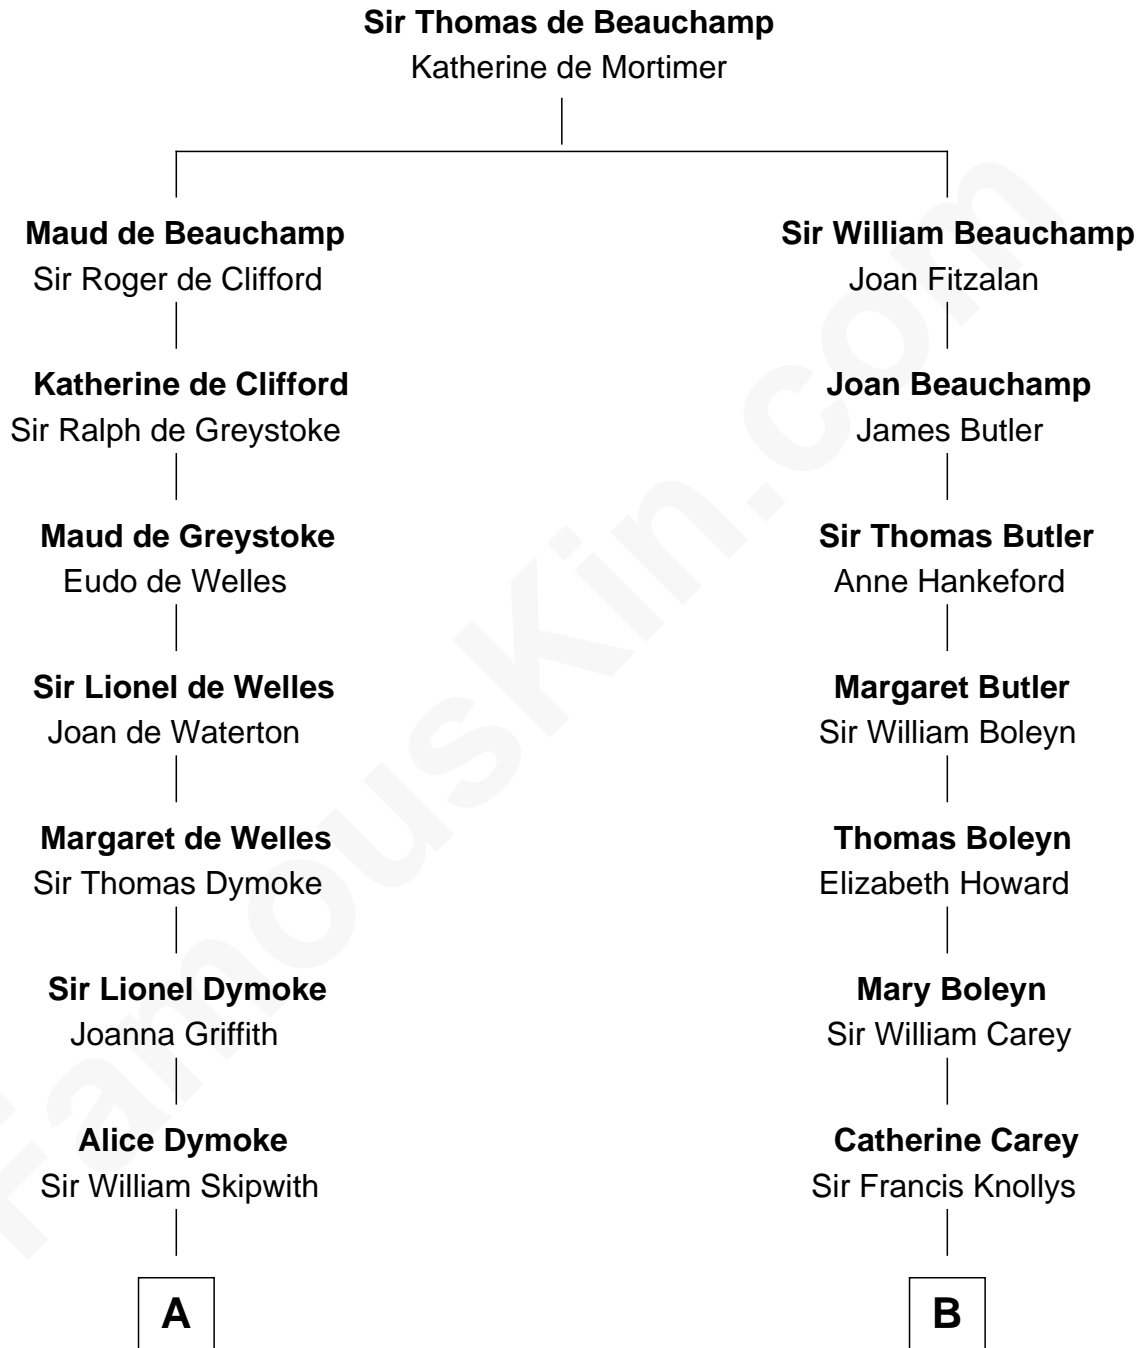 Sir Thomas de Beauchamp
Katherine de Mortimer
Maud de Beauchamp
Sir Roger de Clifford
Sir William Beauchamp
Joan Fitzalan
Katherine de Clifford
Sir Ralph de Greystoke
Joan Beauchamp
James Butler
Maud de Greystoke
Eudo de Welles
Sir Thomas Butler
Anne Hankeford
Sir Lionel de Welles
Joan de Waterton
Margaret Butler
Sir William Boleyn
Margaret de Welles
Sir Thomas Dymoke
Thomas Boleyn
Elizabeth Howard
Sir Lionel Dymoke
Joanna Griffith
Mary Boleyn
Sir William Carey
Alice Dymoke
Sir William Skipwith
Catherine Carey
Sir Francis Knollys
A
B
FamousKin.com